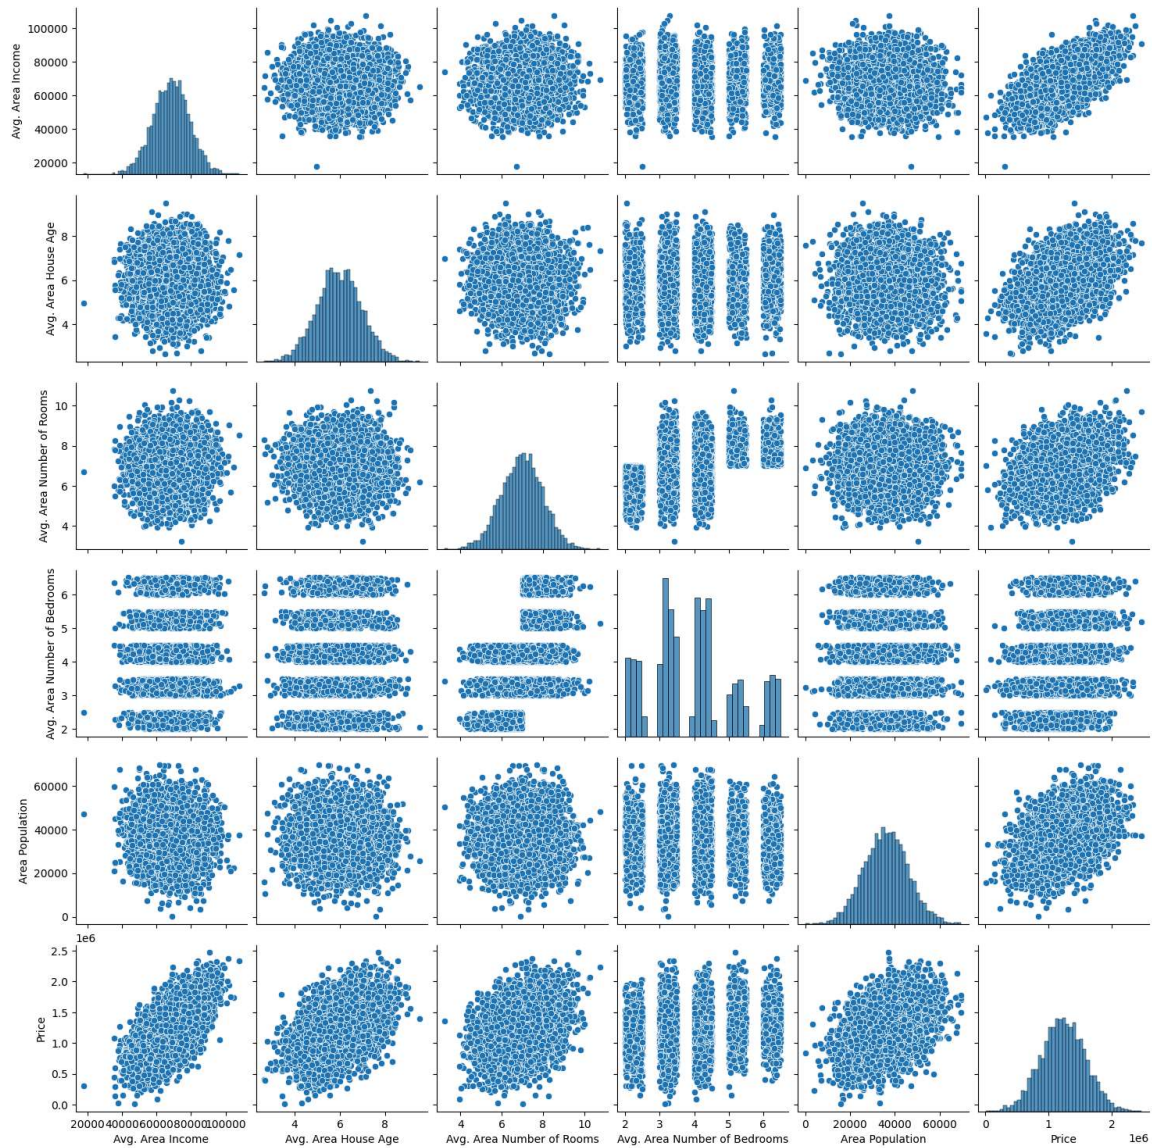 100000
80000
60000
40000
20000
Avg. Area Income
8
6
4
Avg. Area House Age
10
8
6
4
Avg. Area Number of Rooms
6
5
4
3
2
Avg. Area Number of Bedrooms
60000
40000
20000
0
Area Population
1e6
2.5
2.0
1.5
1.0
0.5
0.0
Price
20000 40000 60000 80000 100000
4 6 8
4 6 8 10
2 3 4 5 6
0 20000 40000 60000
0 1 2
1e6
Avg. Area Income
Avg. Area House Age
Avg. Area Number of Rooms
Avg. Area Number of Bedrooms
Area Population
Price